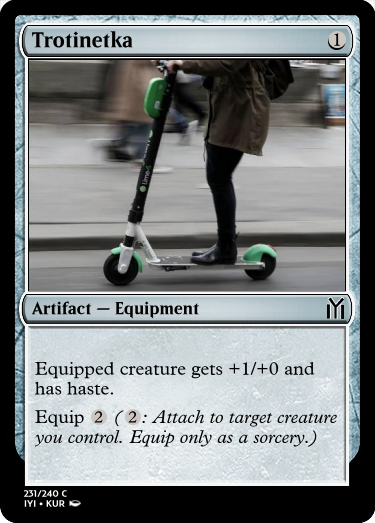 Trotinetka 1
Lime
Artifact — Equipment
Equipped creature gets +1/+0 and
has haste.
Equip 2 (2: Attach to target creature
you control. Equip only as a sorcery.)
231/240 C
IYI • KUR